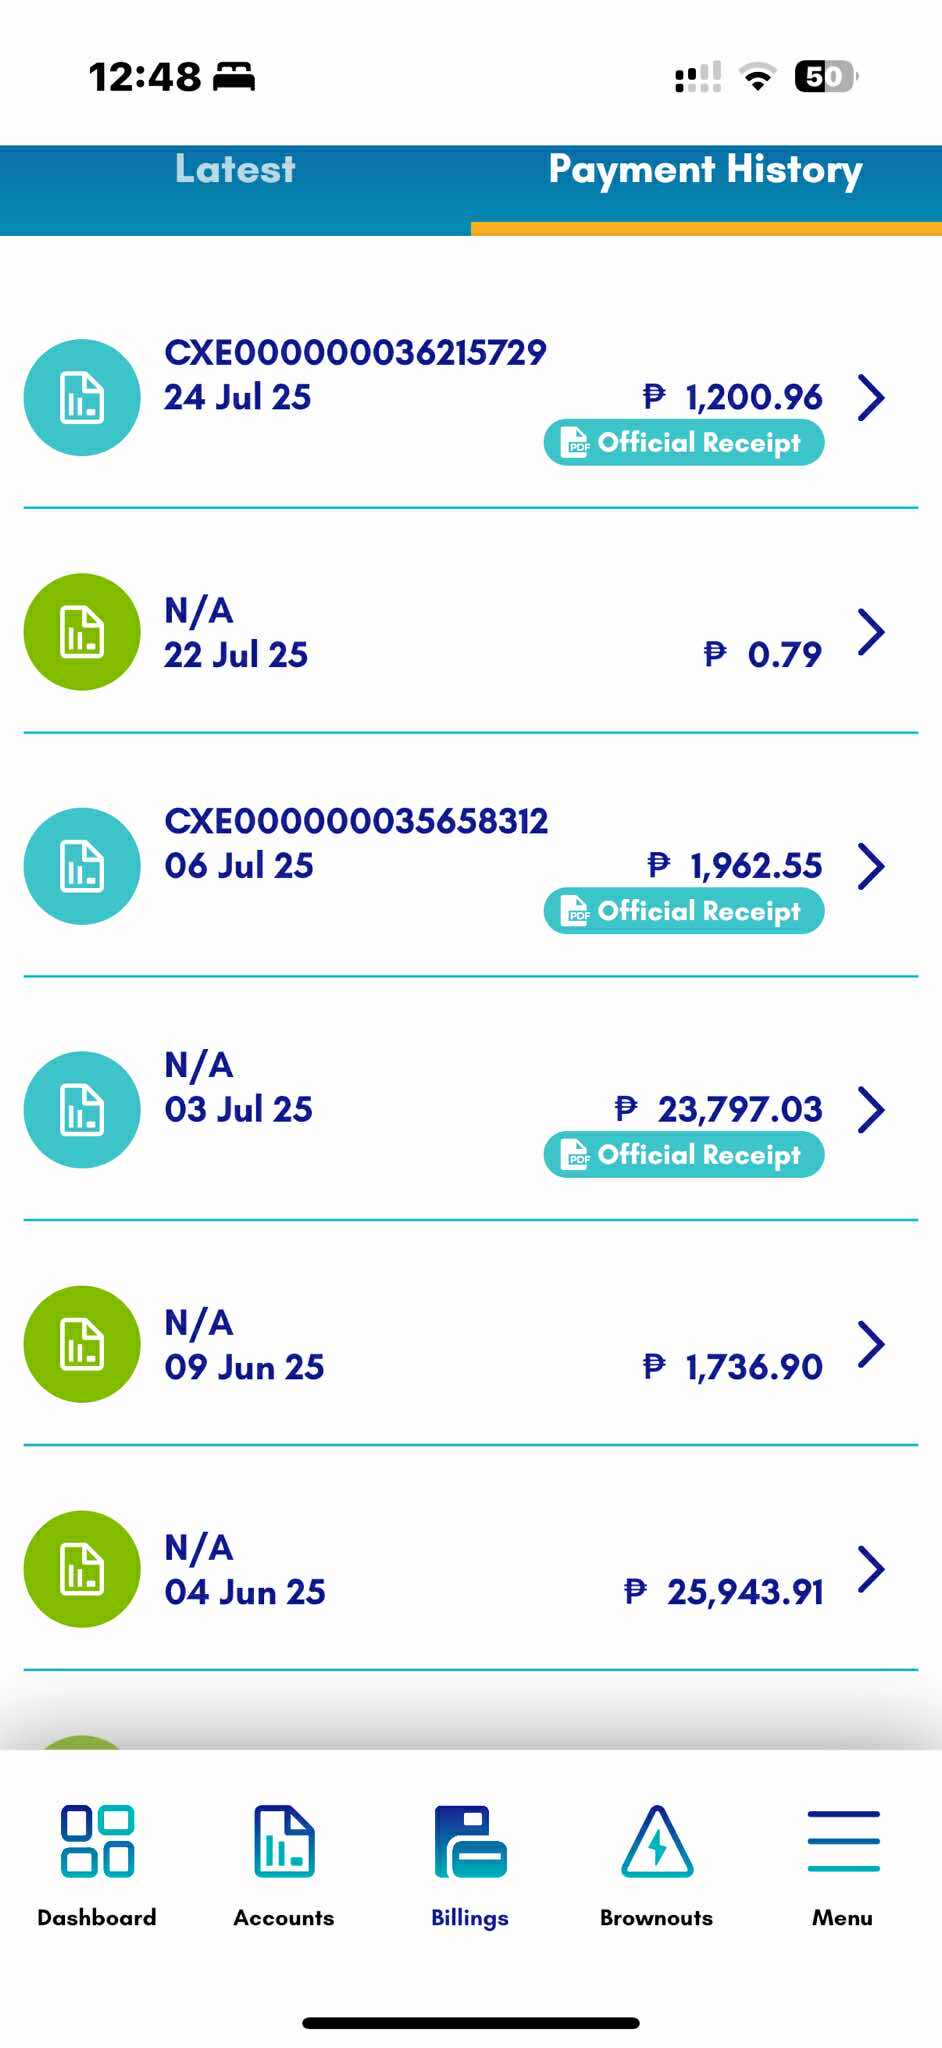 12:48
50
Latest Payment History
CXE000000036215729
24 Jul 25 ₱ 1,200.96
PDF Official Receipt
N/A
22 Jul 25 ₱ 0.79
CXE000000035658312
06 Jul 25 ₱ 1,962.55
PDF Official Receipt
N/A
03 Jul 25 ₱ 23,797.03
PDF Official Receipt
N/A
09 Jun 25 ₱ 1,736.90
N/A
04 Jun 25 ₱ 25,943.91
Dashboard Accounts Billings Brownouts Menu